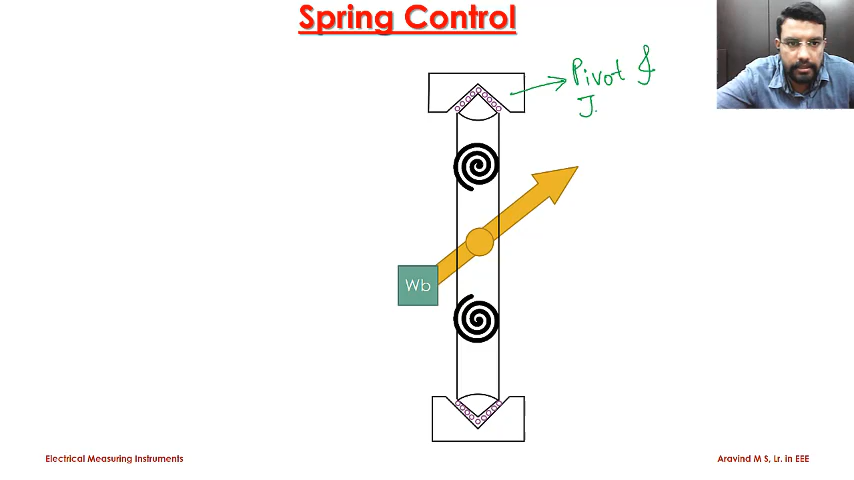 Spring Control
Pivot &
J.
Wb
Electrical Measuring Instruments
Aravind M S, Lr. in EEE